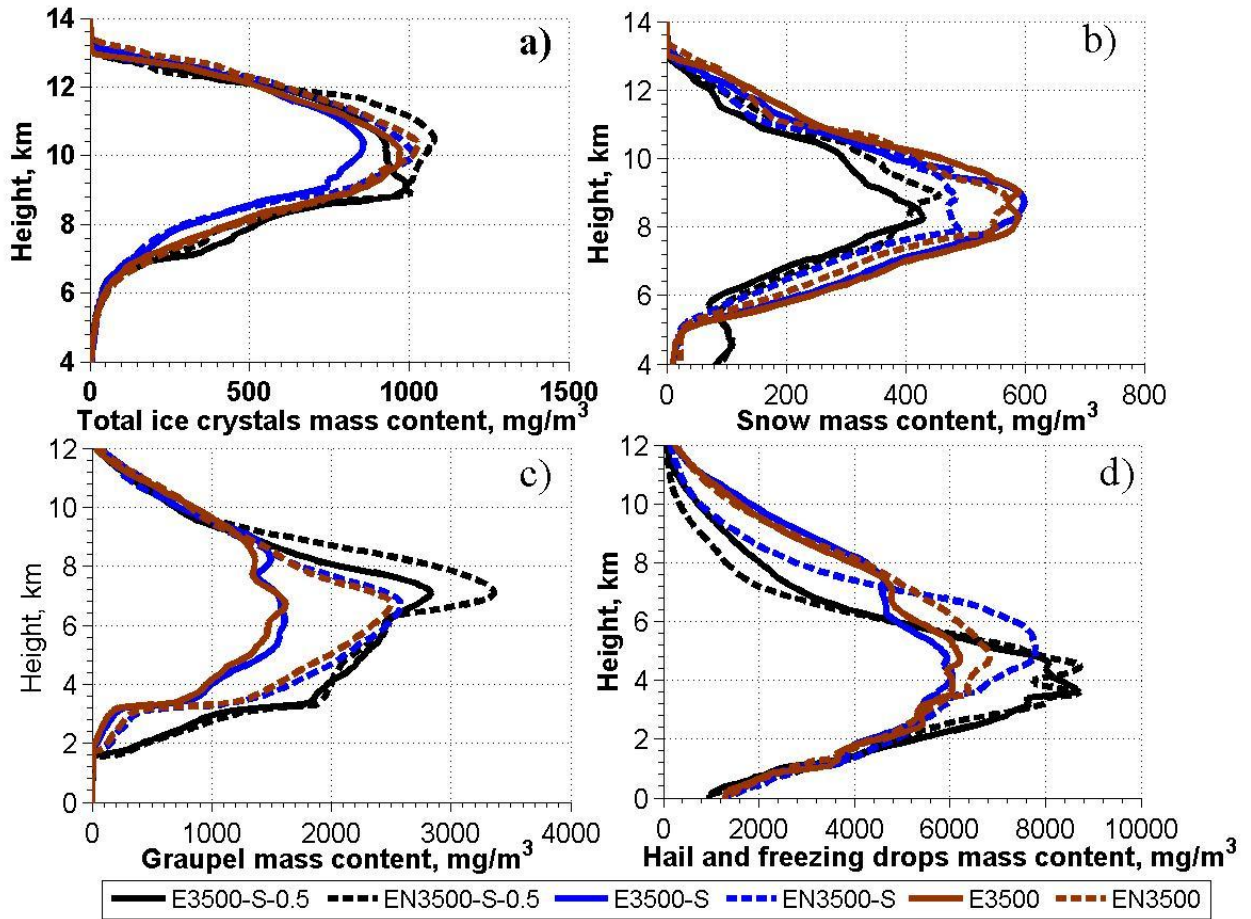 14
12
10
8
6
4
Height, km
a)
0 500 1000 1500
Total ice crystals mass content, mg/m³
14
12
10
8
6
4
Height, km
b)
0 200 400 600 800
Snow mass content, mg/m³
12
10
8
6
4
2
0
Height, km
c)
0 1000 2000 3000 4000
Graupel mass content, mg/m³
12
10
8
6
4
2
0
Height, km
d)
0 2000 4000 6000 8000 10000
Hail and freezing drops mass content, mg/m³
E3500-S-0.5 EN3500-S-0.5 E3500-S EN3500-S E3500 EN3500